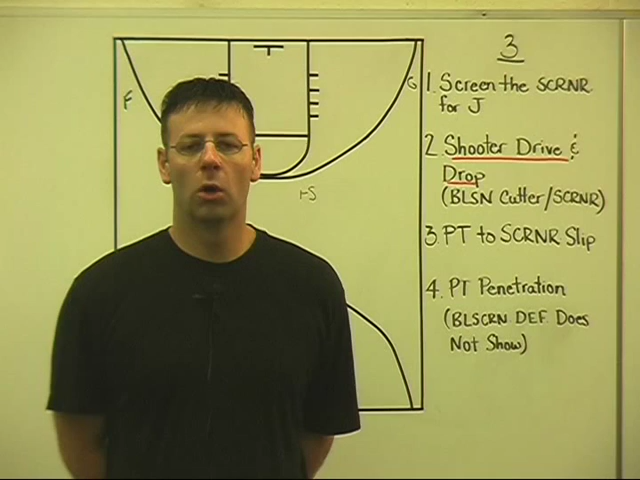 3
1. Screen the SCRNR
for J
2. Shooter Drive &
Drop
(BLSN Cutter/SCRNR)
3. PT to SCRNR Slip
4. PT Penetration
(BLSCRN DEF. Does
Not Show)
F
G